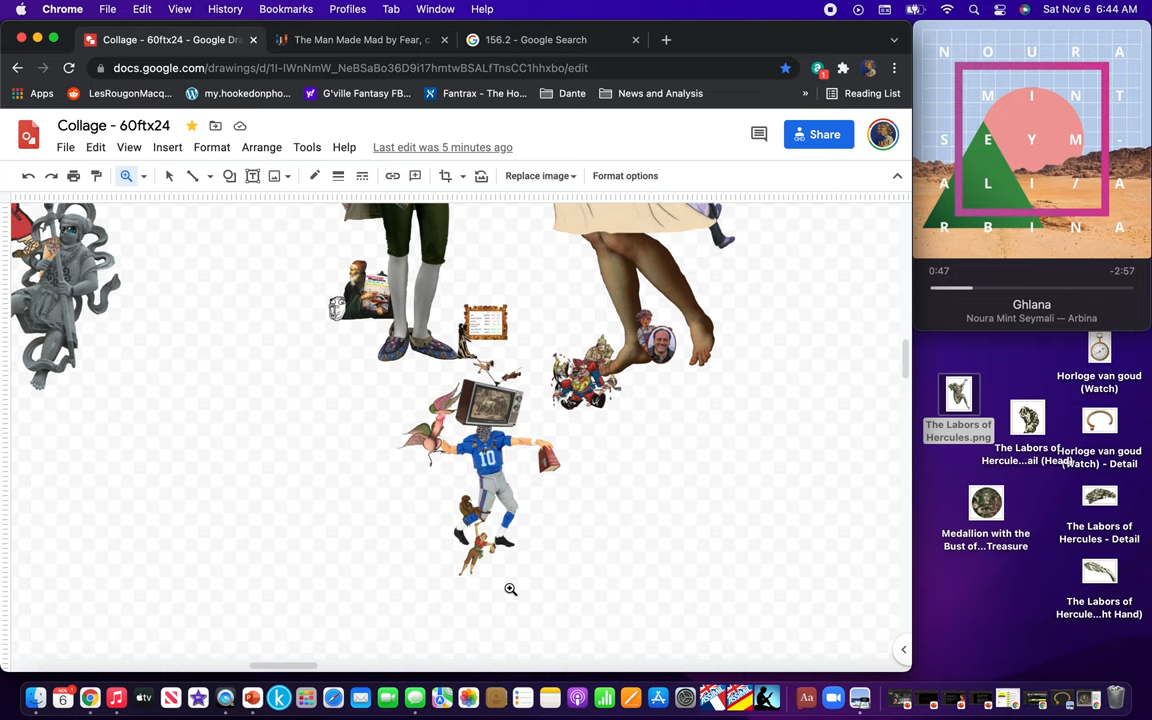 Chrome File Edit View History Bookmarks Profiles Tab Window Help
Sat Nov 6 6:44 AM
Collage - 60ftx24 - Google Dra
The Man Made Mad by Fear, c
156.2 - Google Search
docs.google.com/drawings/d/1I-IWnNmW_NeBSaBo36D9i17hmtwBSALfTnsCC1hhxbo/edit
1
Apps
LesRougonMacq...
my.hookedonpho...
G'ville Fantasy FB...
Fantrax - The Ho...
Dante
News and Analysis
»
Reading List
Collage - 60ftx24
File Edit View Insert Format Arrange Tools Help
Last edit was 5 minutes ago
Share
Replace image
Format options
10
N O U R A
M I N T
S E Y M -
A L I / A
R B I N A
0:47
-2:57
Ghlana
Noura Mint Seymali — Arbina
Horloge van goud
(Watch)
The Labors of
Hercules.png
The Labors of
Hercule...ail (Head)
Horloge van goud
(Watch) - Detail
Medallion with the
Bust of...Treasure
The Labors of
Hercules - Detail
The Labors of
Hercule...ht Hand)
NOV
6
tv
Aa